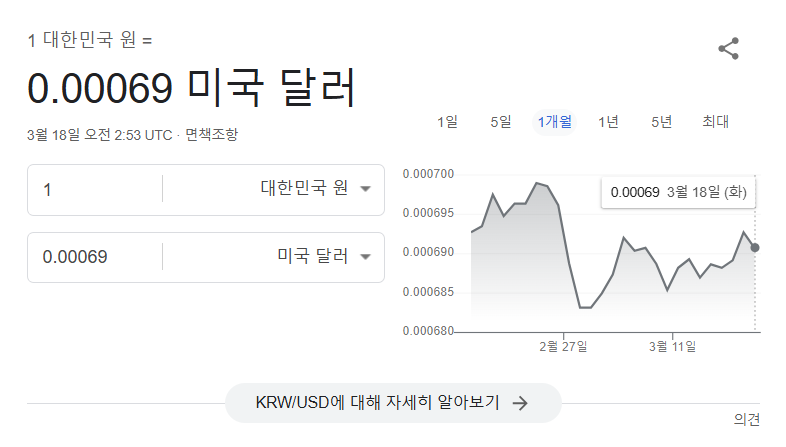 1 대한민국 원 =
0.00069 미국 달러
3월 18일 오전 2:53 UTC · 면책조항
1 대한민국 원
0.00069 미국 달러
1일 5일 1개월 1년 5년 최대
0.000700
0.000695
0.000690
0.000685
0.000680
0.00069 3월 18일 (화)
2월 27일 3월 11일
KRW/USD에 대해 자세히 알아보기
의견